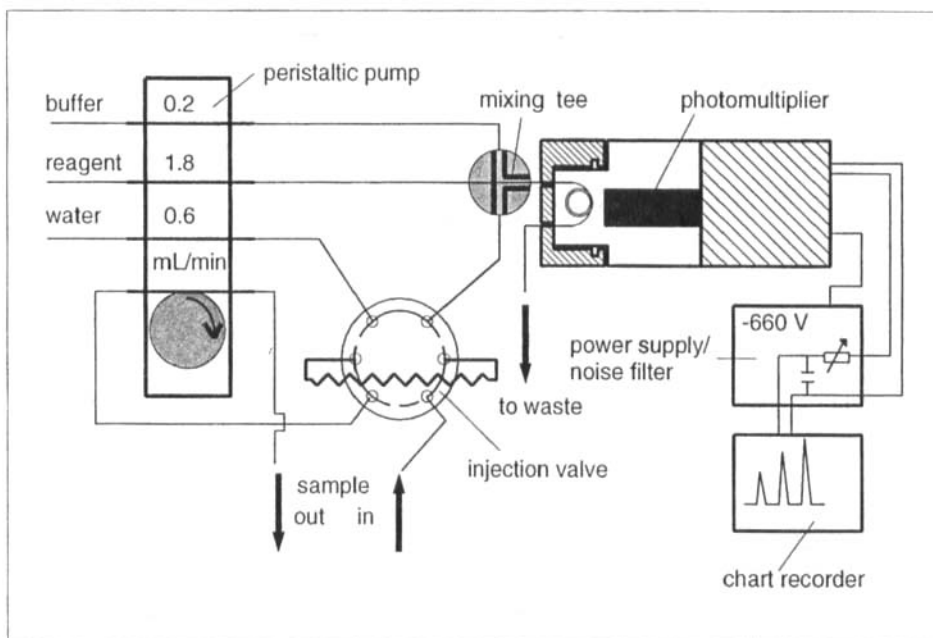 peristaltic pump
buffer 0.2
mixing tee
photomultiplier
reagent 1.8
water 0.6
mL/min
-660 V
power supply/
noise filter
to waste
injection valve
sample
out in
chart recorder